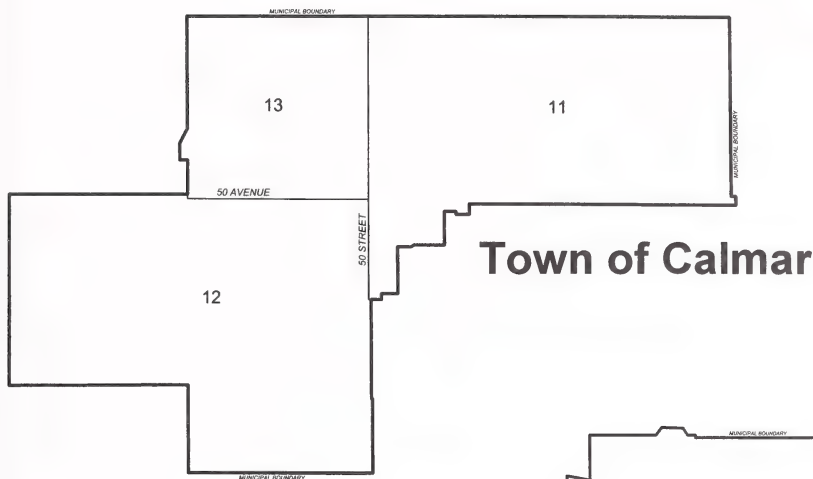 MUNICIPAL BOUNDARY
13
11
MUNICIPAL BOUNDARY
50 AVENUE
50 STREET
Town of Calmar
12
MUNICIPAL BOUNDARY
MUNICIPAL BOUNDARY